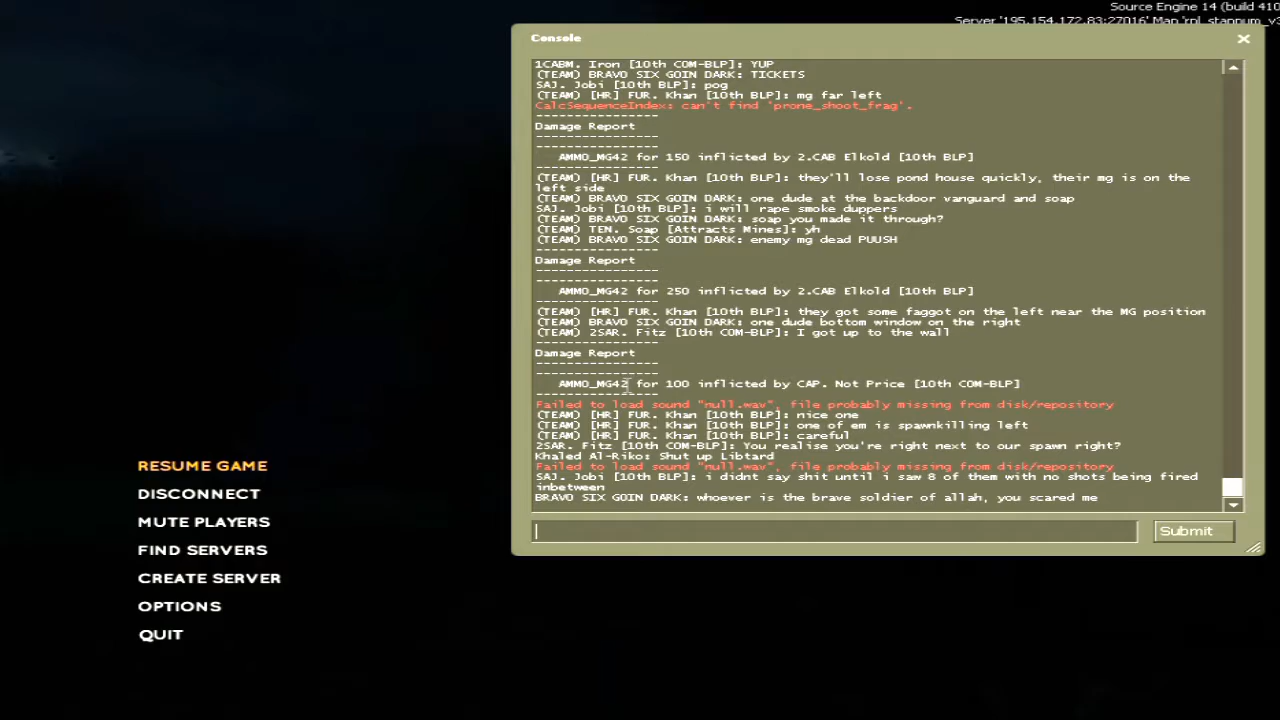 Source Engine 14 (build 410
Server '195.154.172.83:27016' Map 'rpl_stannum_v3
Console
1CABM. Iron [10th COM-BLP]: YUP
(TEAM) BRAVO SIX GOIN DARK: TICKETS
SAJ. Jobi [10th BLP]: pog
(TEAM) [HR] FUR. Khan [10th BLP]: mg far left
CalcSequenceIndex: can't find 'prone_shoot_frag'.
----------------
Damage Report
----------------
----------------
AMMO_MG42 for 150 inflicted by 2.CAB Elkold [10th BLP]
----------------
(TEAM) [HR] FUR. Khan [10th BLP]: they'll lose pond house quickly, their mg is on the
left side
(TEAM) BRAVO SIX GOIN DARK: one dude at the backdoor vanguard and soap
SAJ. Jobi [10th BLP]: i will rape smoke duppers
(TEAM) BRAVO SIX GOIN DARK: soap you made it through?
(TEAM) TEN. Soap [Attracts Mines]: yh
(TEAM) BRAVO SIX GOIN DARK: enemy mg dead PUUSH
----------------
Damage Report
----------------
----------------
AMMO_MG42 for 250 inflicted by 2.CAB Elkold [10th BLP]
----------------
(TEAM) [HR] FUR. Khan [10th BLP]: they got some faggot on the left near the MG position
(TEAM) BRAVO SIX GOIN DARK: one dude bottom window on the right
(TEAM) 2SAR. Fitz [10th COM-BLP]: I got up to the wall
----------------
Damage Report
----------------
----------------
AMMO_MG42 for 100 inflicted by CAP. Not Price [10th COM-BLP]
----------------
Failed to load sound "null.wav", file probably missing from disk/repository
(TEAM) [HR] FUR. Khan [10th BLP]: nice one
(TEAM) [HR] FUR. Khan [10th BLP]: one of em is spawnkilling left
(TEAM) [HR] FUR. Khan [10th BLP]: careful
2SAR. Fitz [10th COM-BLP]: You realise you're right next to our spawn right?
Khaled Al-Riko: Shut up Libtard
Failed to load sound "null.wav", file probably missing from disk/repository
SAJ. Jobi [10th BLP]: i didnt say shit until i saw 8 of them with no shots being fired
inbetween
BRAVO SIX GOIN DARK: whoever is the brave soldier of allah, you scared me
Submit
RESUME GAME
DISCONNECT
MUTE PLAYERS
FIND SERVERS
CREATE SERVER
OPTIONS
QUIT